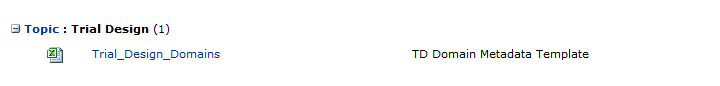 Topic : Trial Design (1)
Trial_Design_Domains TD Domain Metadata Template